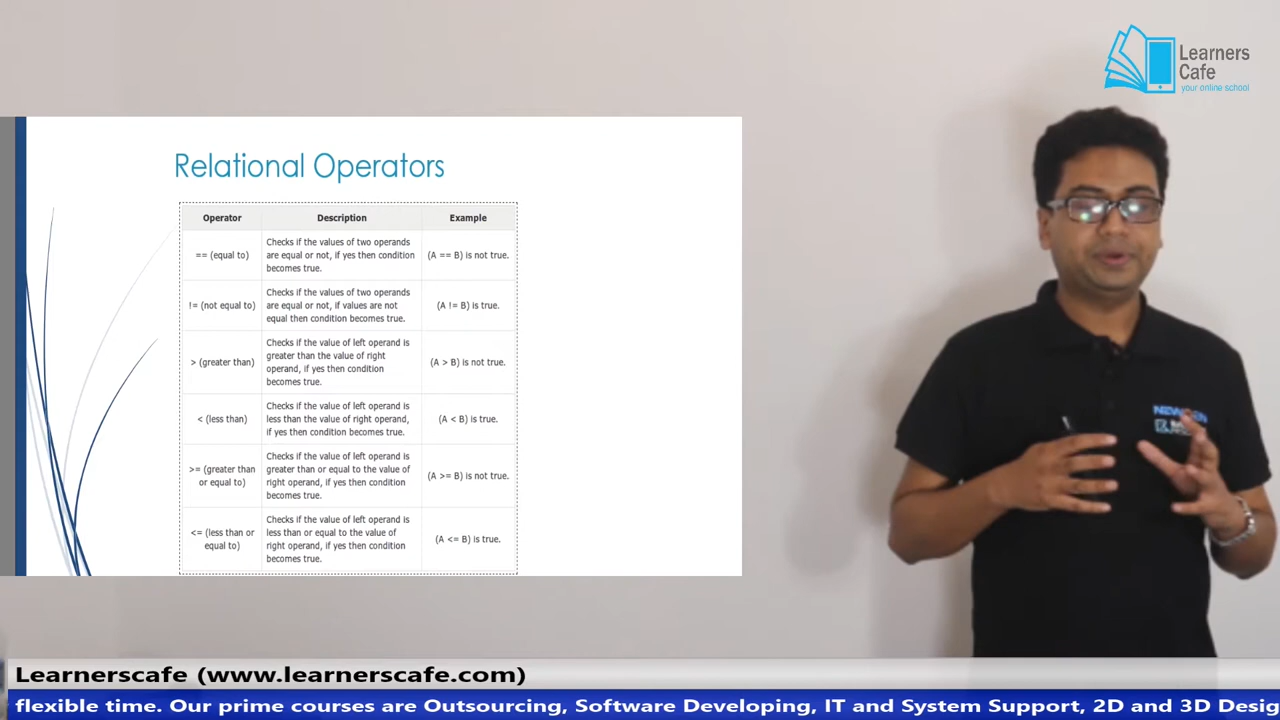 Learners
Cafe
your online school
Relational Operators
Operator Description Example
== (equal to)
Checks if the values of two operands
are equal or not, if yes then condition
becomes true.
(A == B) is not true.
!= (not equal to)
Checks if the values of two operands
are equal or not, if values are not
equal then condition becomes true.
(A != B) is true.
> (greater than)
Checks if the value of left operand is
greater than the value of right
operand, if yes then condition
becomes true.
(A > B) is not true.
< (less than)
Checks if the value of left operand is
less than the value of right operand,
if yes then condition becomes true.
(A < B) is true.
>= (greater than
or equal to)
Checks if the value of left operand is
greater than or equal to the value of
right operand, if yes then condition
becomes true.
(A >= B) is not true.
<= (less than or
equal to)
Checks if the value of left operand is
less than or equal to the value of
right operand, if yes then condition
becomes true.
(A <= B) is true.
Learnerscafe (www.learnerscafe.com)
flexible time. Our prime courses are Outsourcing, Software Developing, IT and System Support, 2D and 3D Desig